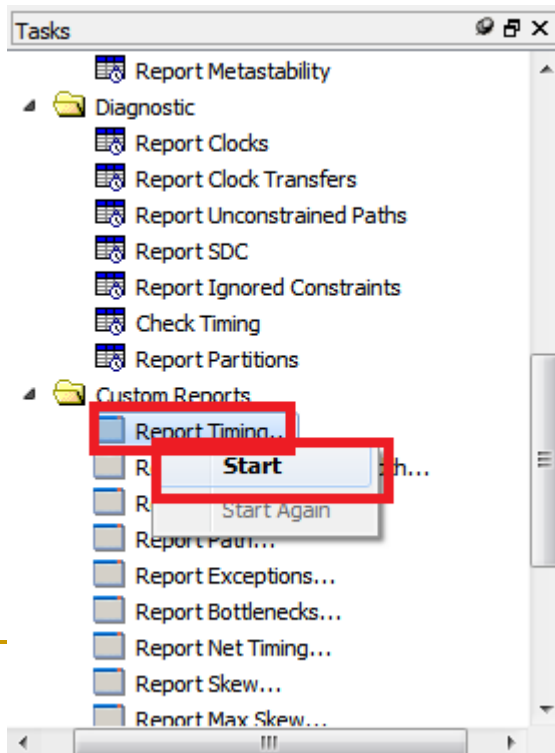 Tasks
Report Metastability
Diagnostic
Report Clocks
Report Clock Transfers
Report Unconstrained Paths
Report SDC
Report Ignored Constraints
Check Timing
Report Partitions
Custom Reports
Report Timing...
Start
Start Again
Report Path...
Report Exceptions...
Report Bottlenecks...
Report Net Timing...
Report Skew...
Report Max Skew...